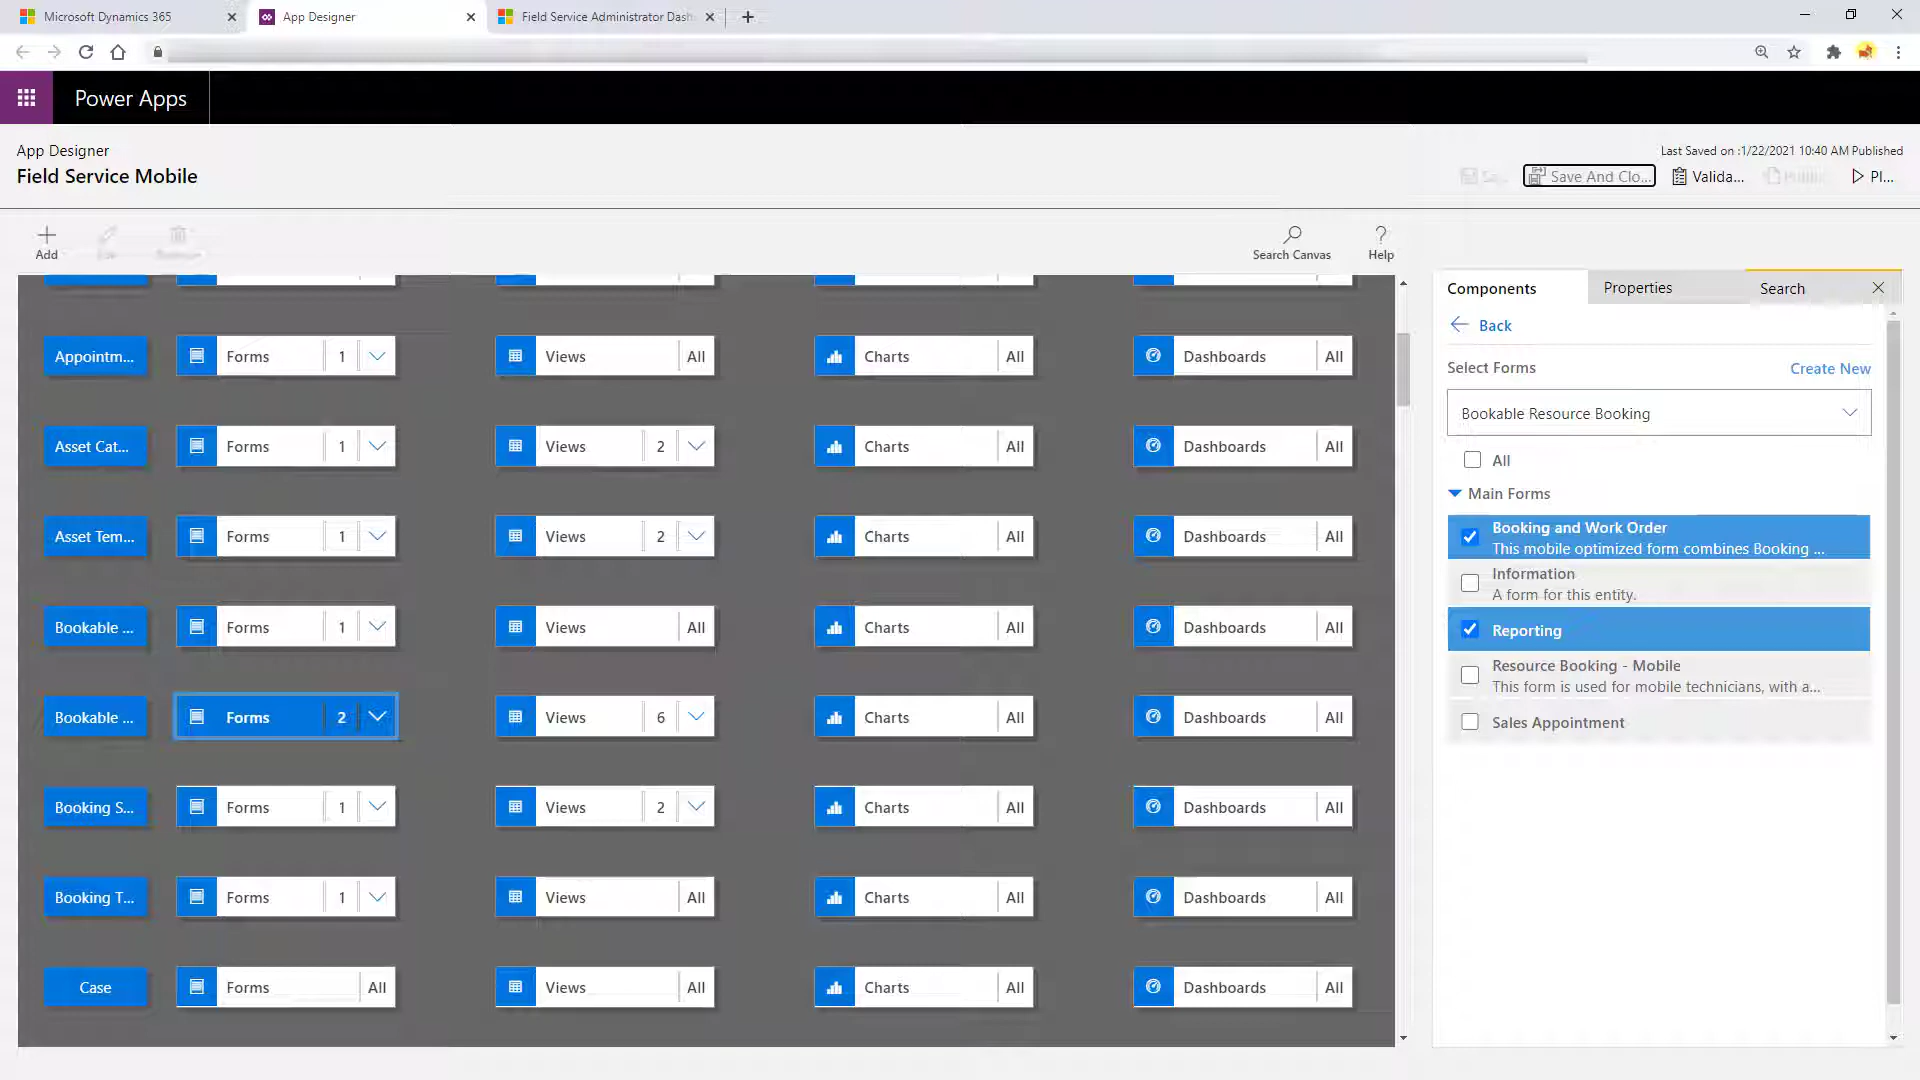 Microsoft Dynamics 365
App Designer
Field Service Administrator Dash
Power Apps
App Designer
Field Service Mobile
Last Saved on :1/22/2021 10:40 AM Published
Save And Clo...
Valida...
Pl...
Add
Search Canvas
Help
Appointm... Forms 1 Views All Charts All Dashboards All
Asset Cat... Forms 1 Views 2 Charts All Dashboards All
Asset Tem... Forms 1 Views 2 Charts All Dashboards All
Bookable ... Forms 1 Views All Charts All Dashboards All
Bookable ... Forms 2 Views 6 Charts All Dashboards All
Booking S... Forms 1 Views 2 Charts All Dashboards All
Booking T... Forms 1 Views All Charts All Dashboards All
Case Forms All Views All Charts All Dashboards All
Components
Properties
Search
Back
Select Forms
Create New
Bookable Resource Booking
All
Main Forms
Booking and Work Order
This mobile optimized form combines Booking ...
Information
A form for this entity.
Reporting
Resource Booking - Mobile
This form is used for mobile technicians, with a...
Sales Appointment